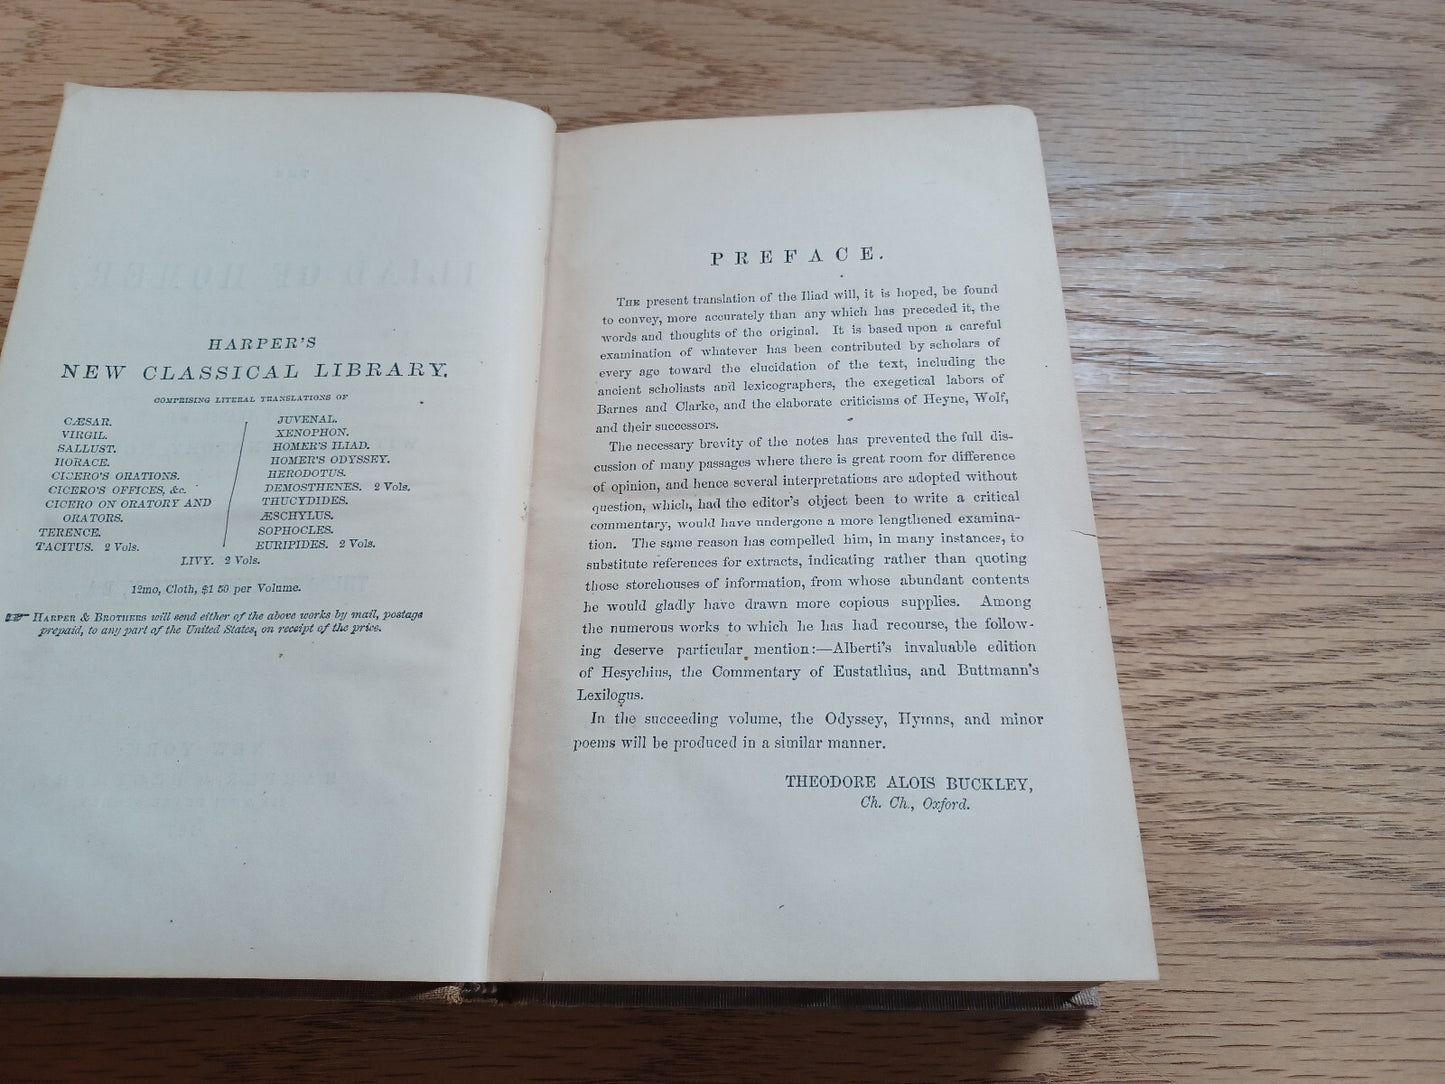 HARPER'S
NEW CLASSICAL LIBRARY.
COMPRISING LITERAL TRANSLATIONS OF
CÆSAR.
VIRGIL.
SALLUST.
HORACE.
CICERO'S ORATIONS.
CICERO'S OFFICES, &c.
CICERO ON ORATORY AND
ORATORS.
TERENCE.
TACITUS. 2 Vols.
JUVENAL.
XENOPHON.
HOMER'S ILIAD.
HOMER'S ODYSSEY.
HERODOTUS.
DEMOSTHENES. 2 Vols.
THUCYDIDES.
ÆSCHYLUS.
SOPHOCLES.
EURIPIDES. 2 Vols.
LIVY. 2 Vols.
12mo, Cloth, $1 50 per Volume.
☞ HARPER & BROTHERS will send either of the above works by mail, postage
prepaid, to any part of the United States, on receipt of the price.
PREFACE.
THE present translation of the Iliad will, it is hoped, be found
to convey, more accurately than any which has preceded it, the
words and thoughts of the original. It is based upon a careful
examination of whatever has been contributed by scholars of
every age toward the elucidation of the text, including the
ancient scholiasts and lexicographers, the exegetical labors of
Barnes and Clarke, and the elaborate criticisms of Heyne, Wolf,
and their successors.
The necessary brevity of the notes has prevented the full dis-
cussion of many passages where there is great room for difference
of opinion, and hence several interpretations are adopted without
question, which, had the editor's object been to write a critical
commentary, would have undergone a more lengthened examina-
tion. The same reason has compelled him, in many instances, to
substitute references for extracts, indicating rather than quoting
those storehouses of information, from whose abundant contents
he would gladly have drawn more copious supplies. Among
the numerous works to which he has had recourse, the follow-
ing deserve particular mention:—Alberti's invaluable edition
of Hesychius, the Commentary of Eustathius, and Buttmann's
Lexilogus.
In the succeeding volume, the Odyssey, Hymns, and minor
poems will be produced in a similar manner.
THEODORE ALOIS BUCKLEY,
Ch. Ch., Oxford.